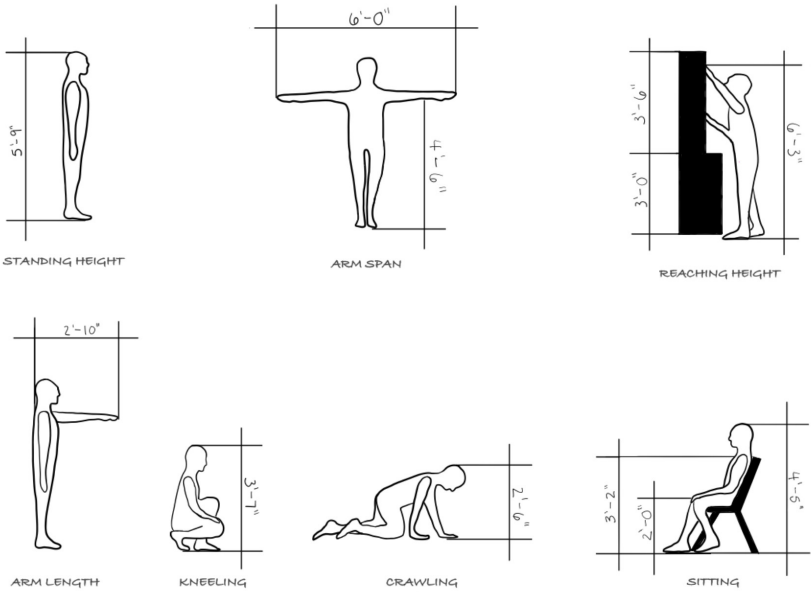 6'-0"
5'-9"
4'-6"
3'-6"
3'-0"
6'-3"
STANDING HEIGHT
ARM SPAN
REACHING HEIGHT
2'-10"
3'-7"
2'-6"
3'-2"
2'-0"
4'-5"
ARM LENGTH
KNEELING
CRAWLING
SITTING